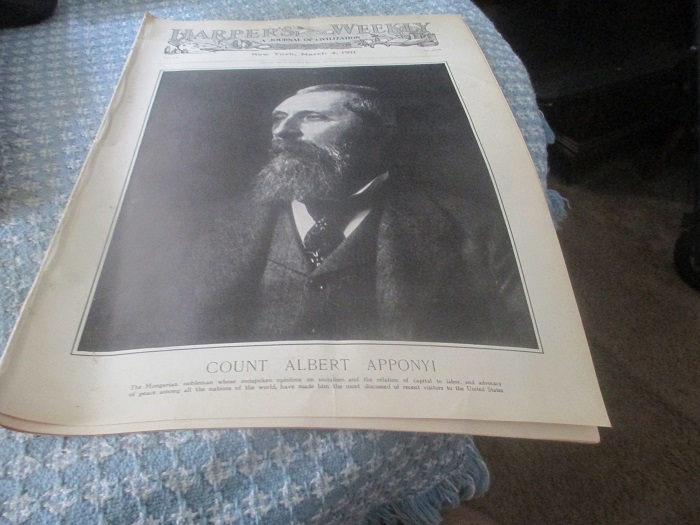 HARPER'S WEEKLY
A JOURNAL OF CIVILIZATION
New York, March 4, 1911
COUNT ALBERT APPONYI
The Hungarian nobleman whose outspoken opinions on socialism and the relation of capital to labor and advocacy
of peace among all the nations of the world, have made him the most discussed of recent visitors to the United States